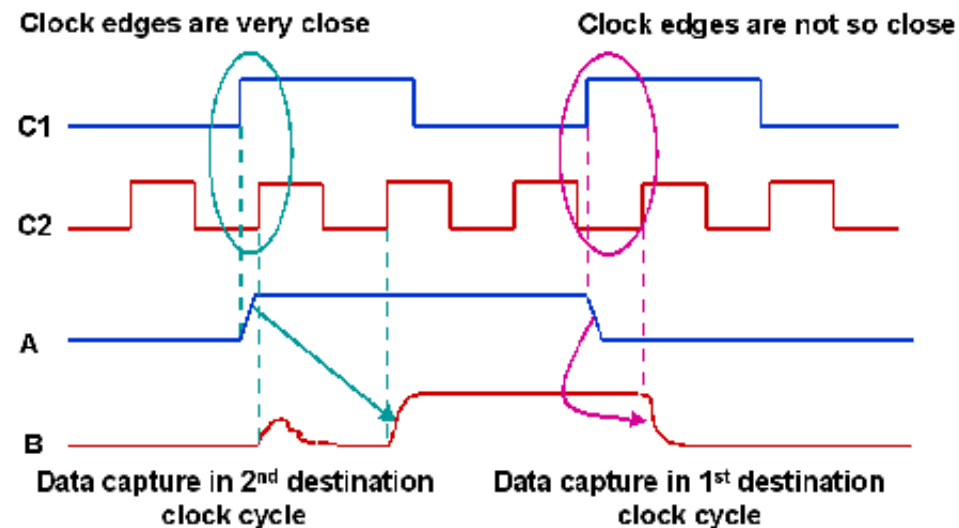 Clock edges are very close
Clock edges are not so close
C1
C2
A
B
Data capture in 2nd destination
clock cycle
Data capture in 1st destination
clock cycle